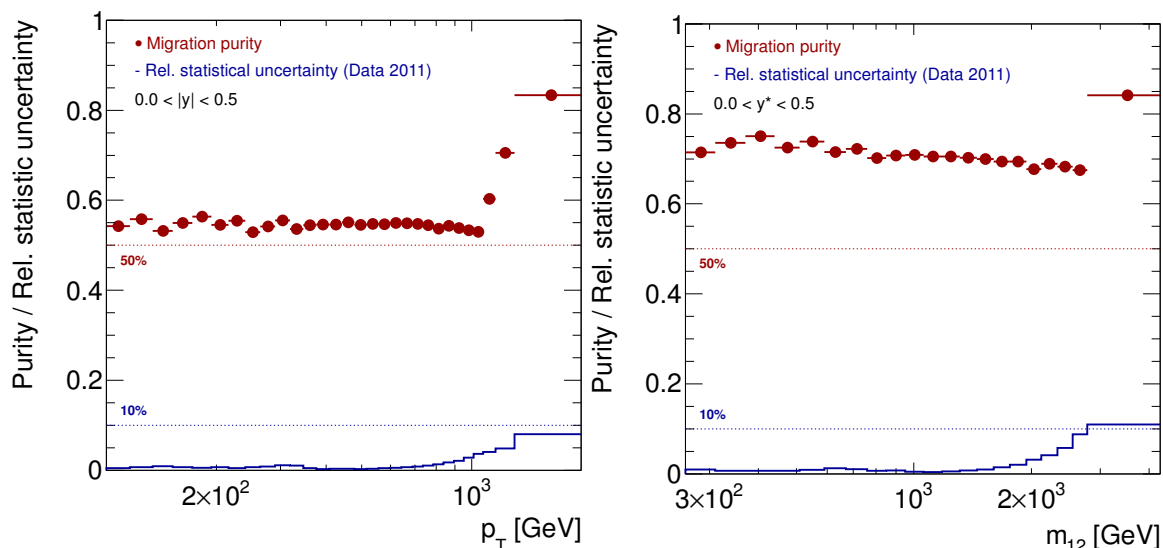 Purity / Rel. statistic uncertainty
1
0.8
0.6
0.4
0.2
0
• Migration purity
- Rel. statistical uncertainty (Data 2011)
0.0 < |y| < 0.5
50%
10%
2×10²
10³
p_T [GeV]
Purity / Rel. statistic uncertainty
1
0.8
0.6
0.4
0.2
0
• Migration purity
- Rel. statistical uncertainty (Data 2011)
0.0 < y* < 0.5
50%
10%
3×10²
10³
2×10³
m_12 [GeV]